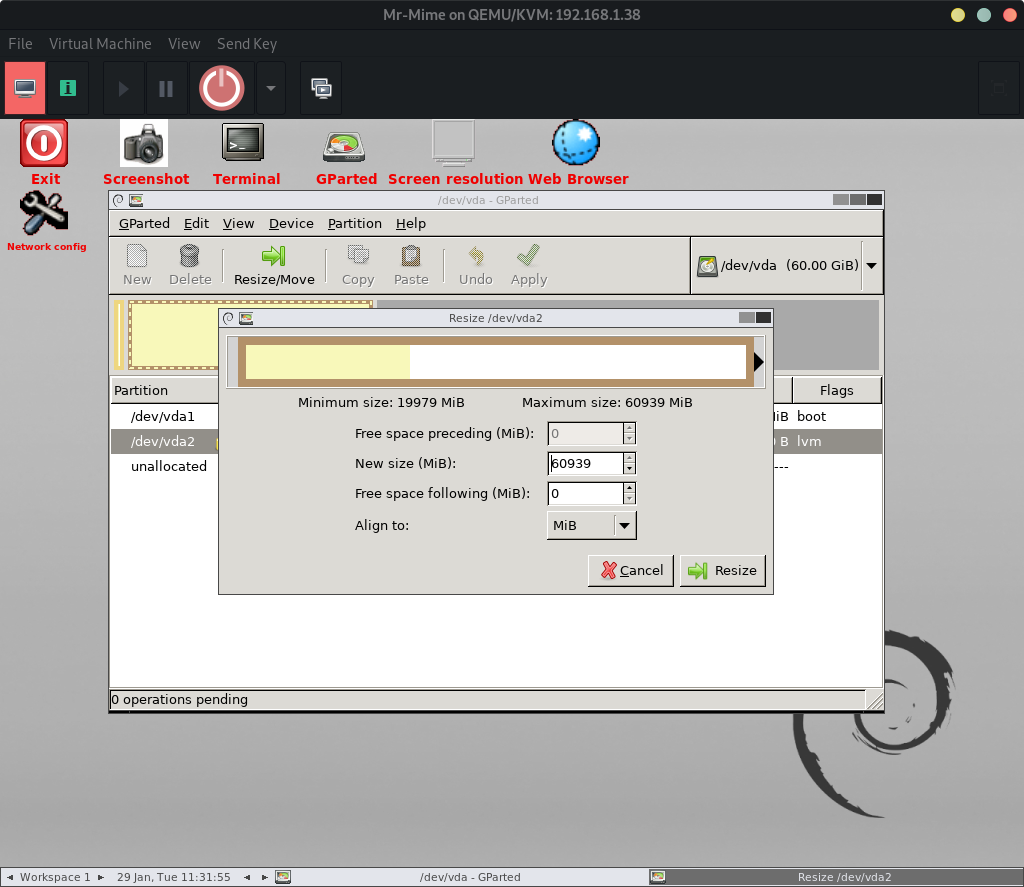 Mr-Mime on QEMU/KVM: 192.168.1.38
File Virtual Machine View Send Key
Exit Screenshot Terminal GParted Screen resolution Web Browser
Network config
/dev/vda - GParted
GParted Edit View Device Partition Help
New Delete Resize/Move Copy Paste Undo Apply /dev/vda (60.00 GiB)
Resize /dev/vda2
Partition Flags
Minimum size: 19979 MiB Maximum size: 60939 MiB
/dev/vda1 iB boot
Free space preceding (MiB): 0
/dev/vda2 B lvm
New size (MiB): 60939
unallocated ---
Free space following (MiB): 0
Align to: MiB
Cancel Resize
0 operations pending
Workspace 1 29 Jan, Tue 11:31:55 /dev/vda - GParted Resize /dev/vda2